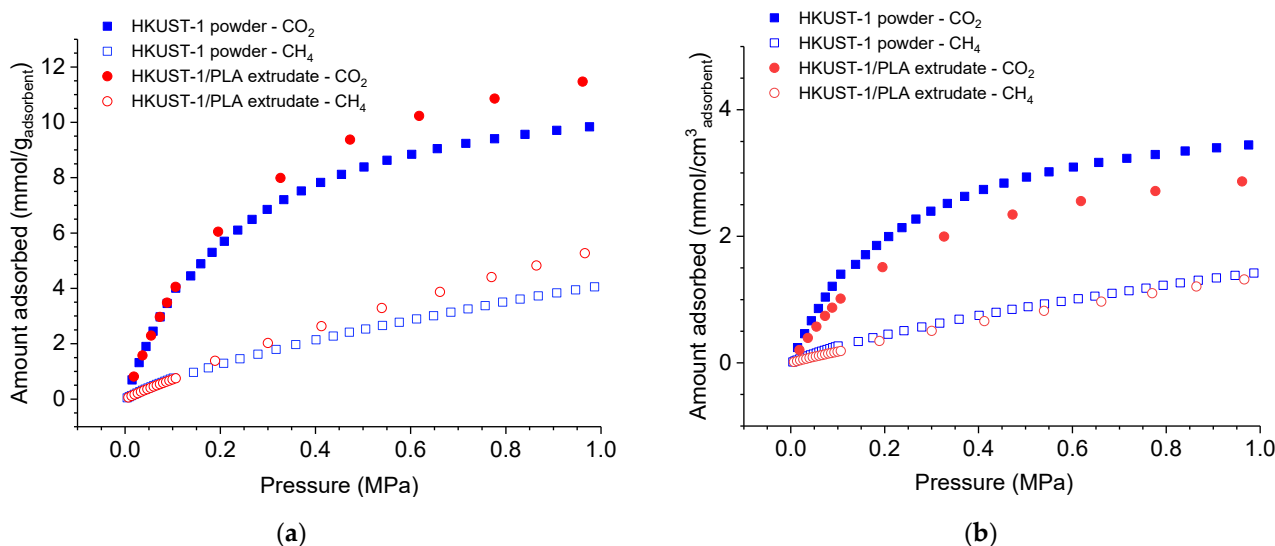 HKUST-1 powder - CO2
HKUST-1 powder - CH4
HKUST-1/PLA extrudate - CO2
HKUST-1/PLA extrudate - CH4
12
10
8
6
4
2
0
Amount adsorbed (mmol/gadsorbent)
0.0 0.2 0.4 0.6 0.8 1.0
Pressure (MPa)
(a)
HKUST-1 powder - CO2
HKUST-1 powder - CH4
HKUST-1/PLA extrudate - CO2
HKUST-1/PLA extrudate - CH4
4
2
0
Amount adsorbed (mmol/cm3adsorbent)
0.0 0.2 0.4 0.6 0.8 1.0
Pressure (MPa)
(b)